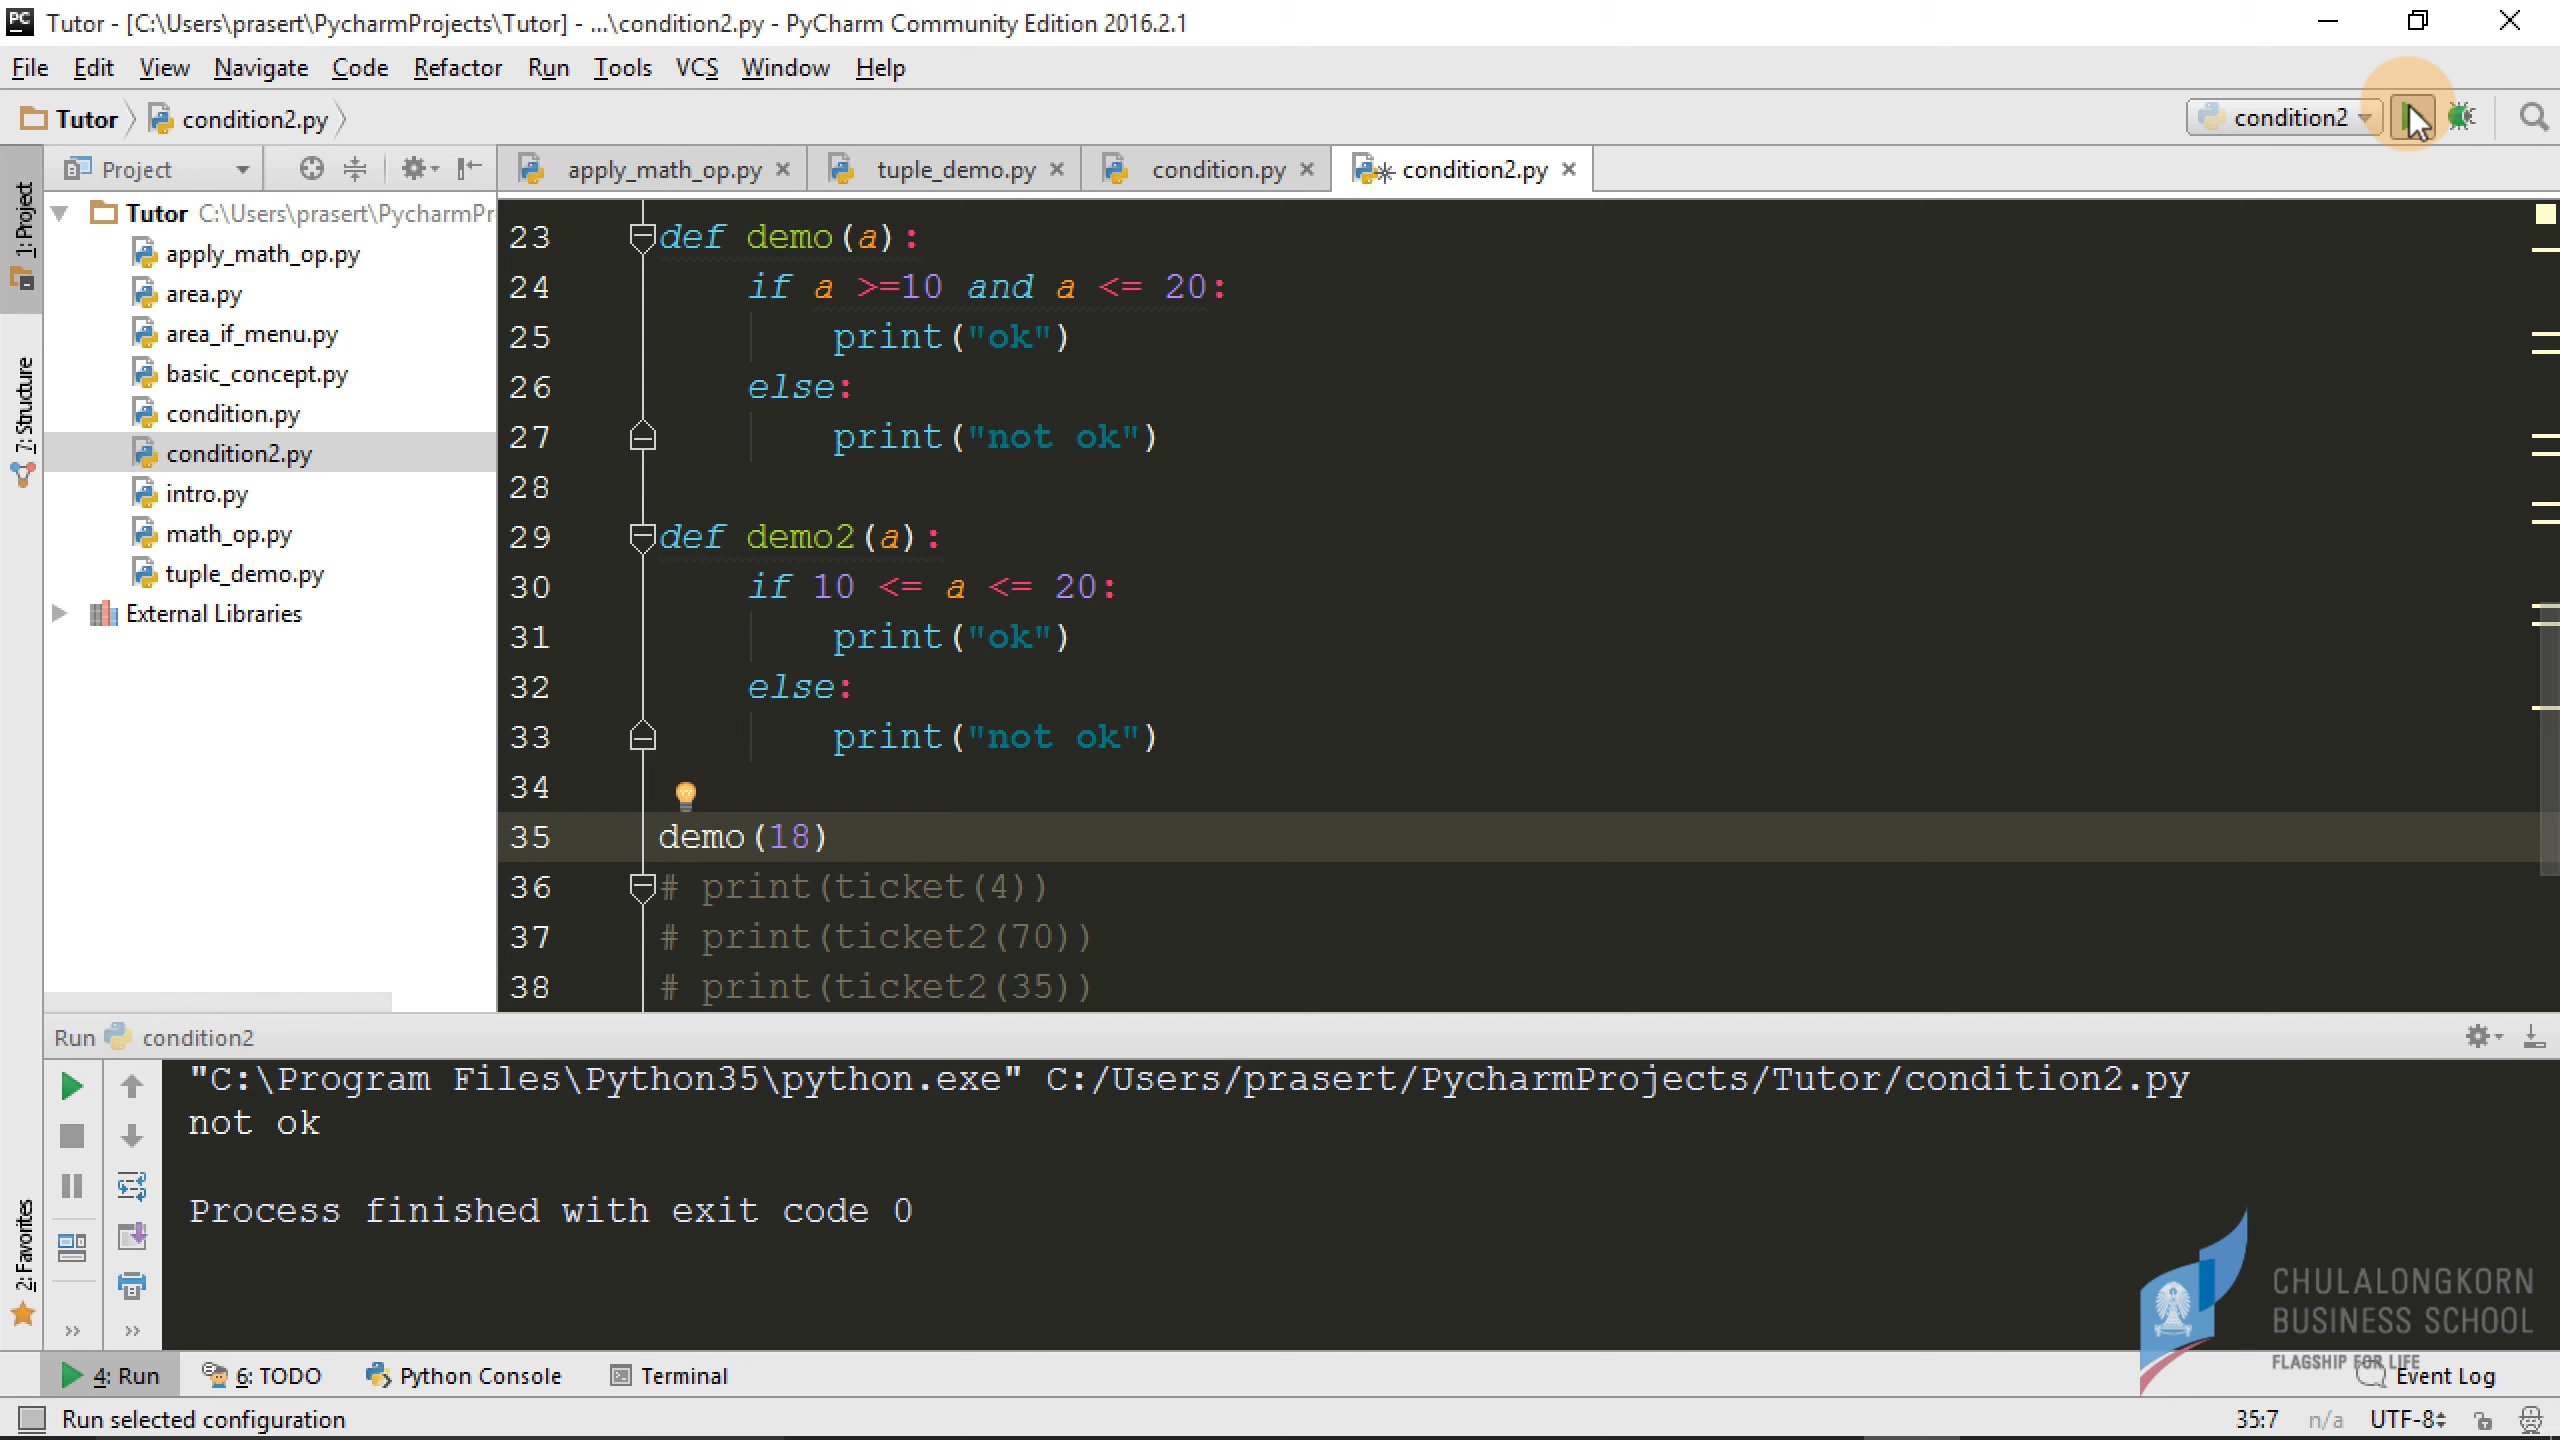 Tutor - [C:\Users\prasert\PycharmProjects\Tutor] - ...\condition2.py - PyCharm Community Edition 2016.2.1
File Edit View Navigate Code Refactor Run Tools VCS Window Help
Tutor condition2.py condition2
Project apply_math_op.py tuple_demo.py condition.py condition2.py
1: Project
7: Structure
2: Favorites
Tutor C:\Users\prasert\PycharmPr
apply_math_op.py
area.py
area_if_menu.py
basic_concept.py
condition.py
condition2.py
intro.py
math_op.py
tuple_demo.py
External Libraries
23 def demo(a):
24 if a >=10 and a <= 20:
25 print("ok")
26 else:
27 print("not ok")
28
29 def demo2(a):
30 if 10 <= a <= 20:
31 print("ok")
32 else:
33 print("not ok")
34
35 demo(18)
36 # print(ticket(4))
37 # print(ticket2(70))
38 # print(ticket2(35))
Run condition2
"C:\Program Files\Python35\python.exe" C:/Users/prasert/PycharmProjects/Tutor/condition2.py
not ok
Process finished with exit code 0
CHULALONGKORN
BUSINESS SCHOOL
FLAGSHIP FOR LIFE
4: Run 6: TODO Python Console Terminal Event Log
Run selected configuration 35:7 n/a UTF-8